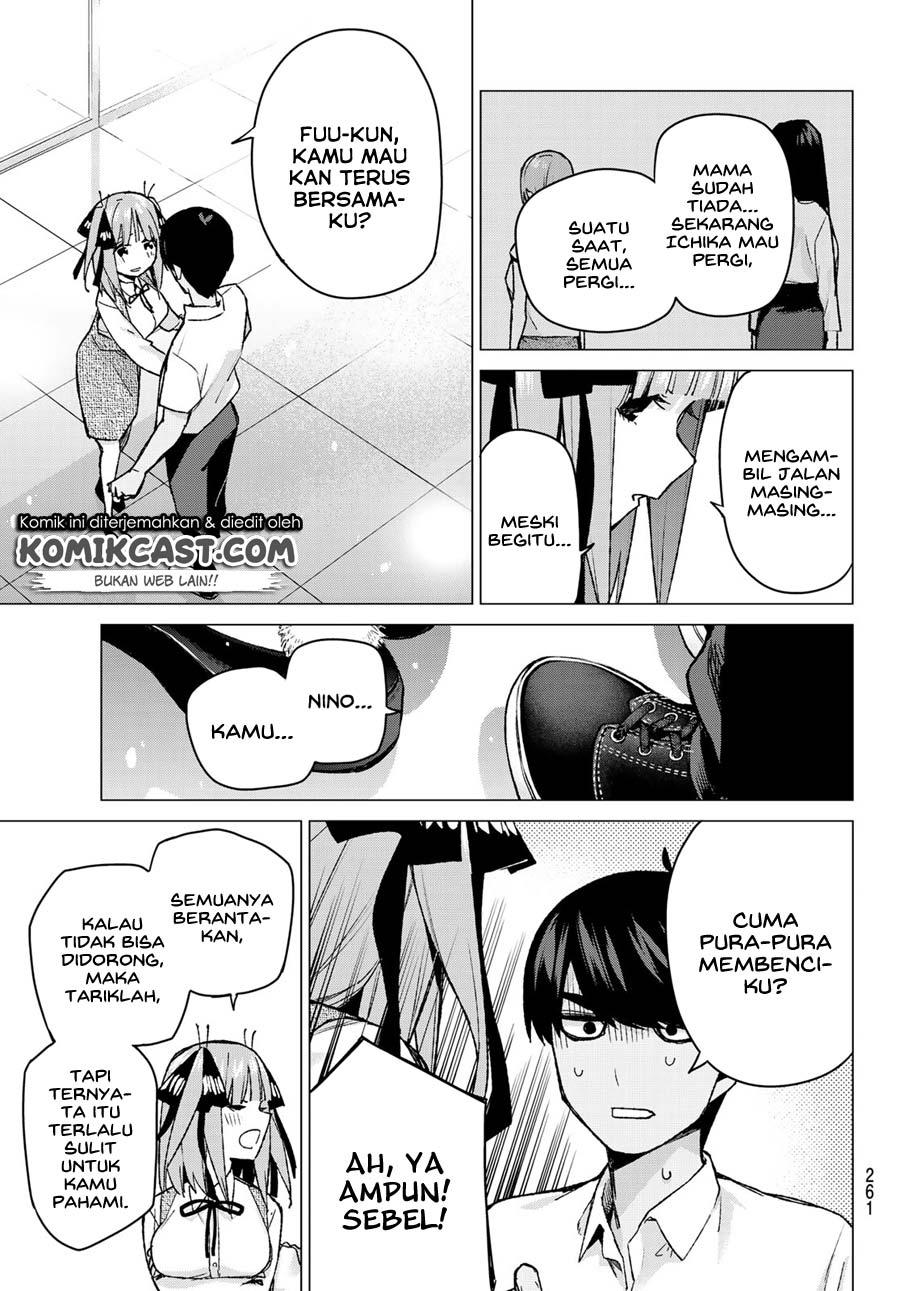 MAMA
SUDAH
TIADA...
SEKARANG
ICHIKA MAU
PERGI,
SUATU
SAAT,
SEMUA
PERGI...
MENGAM-
BIL JALAN
MASING-
MASING...
MESKI
BEGITU...
FUU-KUN,
KAMU MAU
KAN TERUS
BERSAMA-
KU?
Komik ini diterjemahkan & diedit oleh
KOMIKCAST.COM
BUKAN WEB LAIN!!
NINO...
KAMU...
CUMA
PURA-PURA
MEMBENCI-
KU?
AH, YA
AMPUN!
SEBEL!
SEMUANYA
BERANTA-
KAN,
KALAU
TIDAK BISA
DIDORONG,
MAKA
TARIKLAH,
TAPI
TERNYA-
TA ITU
TERLALU
SULIT
UNTUK
KAMU
PAHAMI.
261